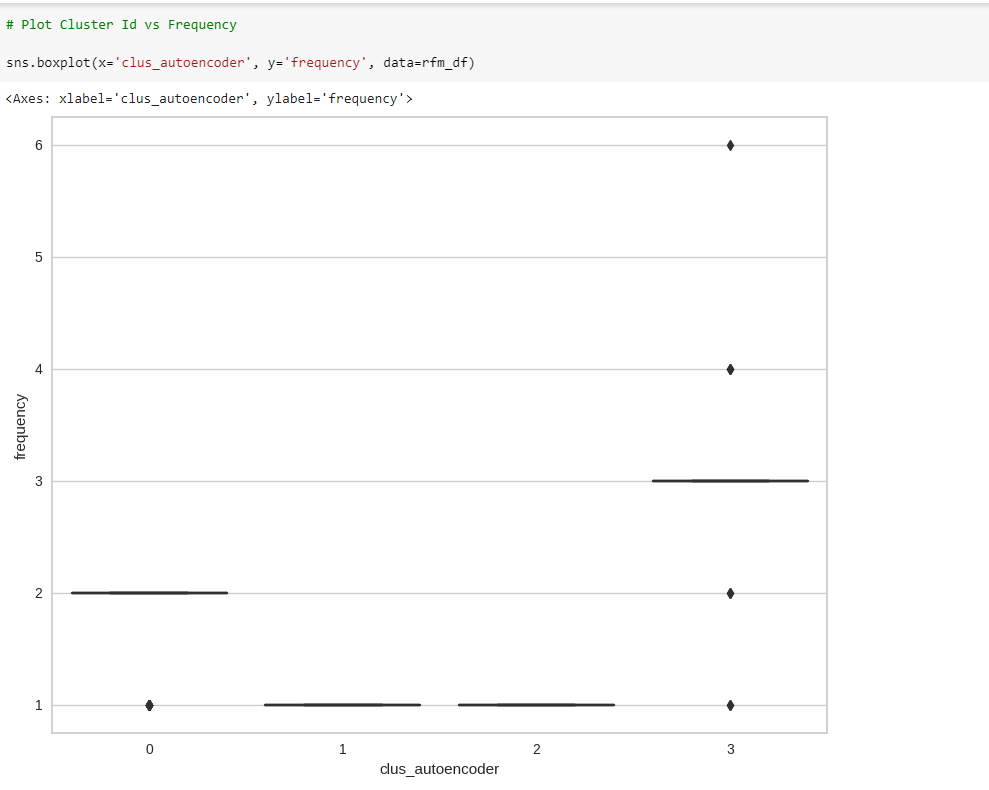 # Plot Cluster Id vs Frequency
sns.boxplot(x='clus_autoencoder', y='frequency', data=rfm_df)
<Axes: xlabel='clus_autoencoder', ylabel='frequency'>
6
5
4
3
2
1
frequency
0 1 2 3
clus_autoencoder